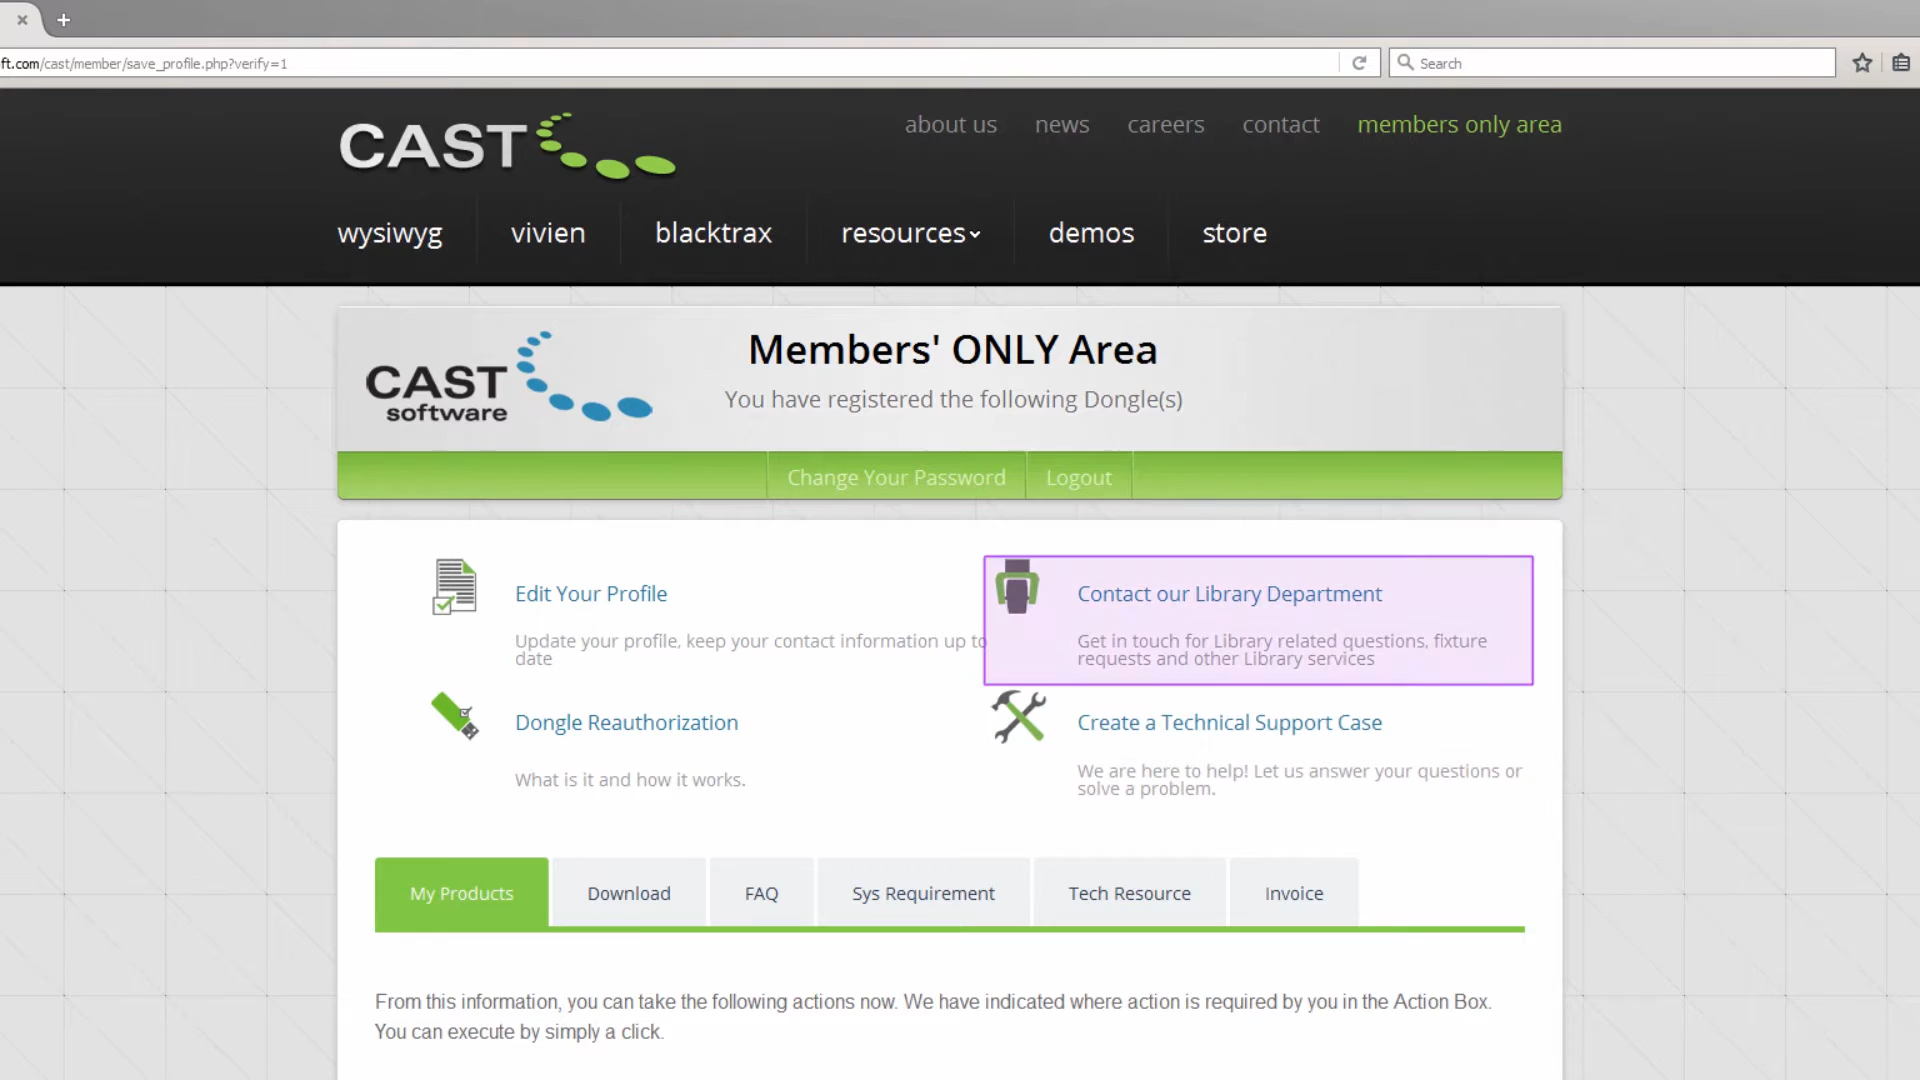 ft.com/cast/member/save_profile.php?verify=1
Search
CAST
about us
news
careers
contact
members only area
wysiwyg
vivien
blacktrax
resources
demos
store
CAST
software
Members' ONLY Area
You have registered the following Dongle(s)
Change Your Password
Logout
Edit Your Profile
Update your profile, keep your contact information up to
date
Contact our Library Department
Get in touch for Library related questions, fixture
requests and other Library services
Dongle Reauthorization
What is it and how it works.
Create a Technical Support Case
We are here to help! Let us answer your questions or
solve a problem.
My Products
Download
FAQ
Sys Requirement
Tech Resource
Invoice
From this information, you can take the following actions now. We have indicated where action is required by you in the Action Box.
You can execute by simply a click.